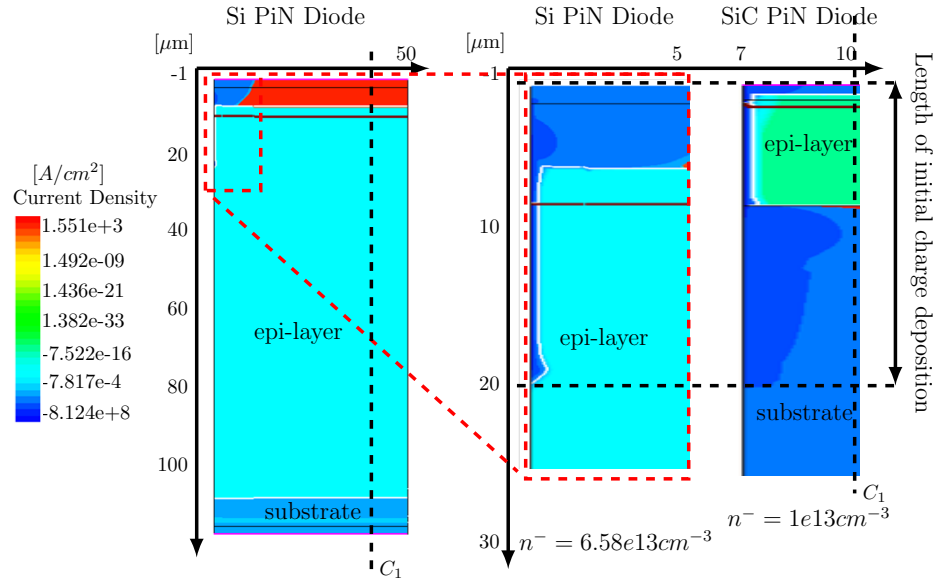 Si PiN Diode
Si PiN Diode
SiC PiN Diode
[μm]
50
[μm]
5
7
10
-1
-1
20
40
60
80
100
10
20
30
[A/cm²]
Current Density
1.551e+3
1.492e-09
1.436e-21
1.382e-33
-7.522e-16
-7.817e-4
-8.124e+8
epi-layer
substrate
C₁
epi-layer
n⁻ = 6.58e13cm⁻³
epi-layer
substrate
C₁
n⁻ = 1e13cm⁻³
Length of initial charge deposition